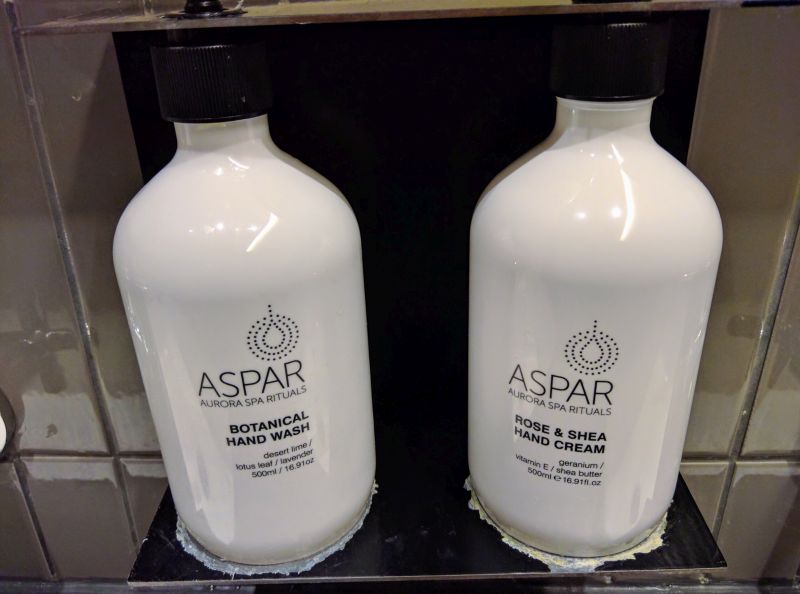 ASPAR
AURORA SPA RITUALS
BOTANICAL
HAND WASH
desert lime /
lotus leaf / lavender
500ml / 16.91oz
ASPAR
AURORA SPA RITUALS
ROSE & SHEA
HAND CREAM
geranium /
vitamin E / shea butter
500ml ℮ 16.91fl.oz